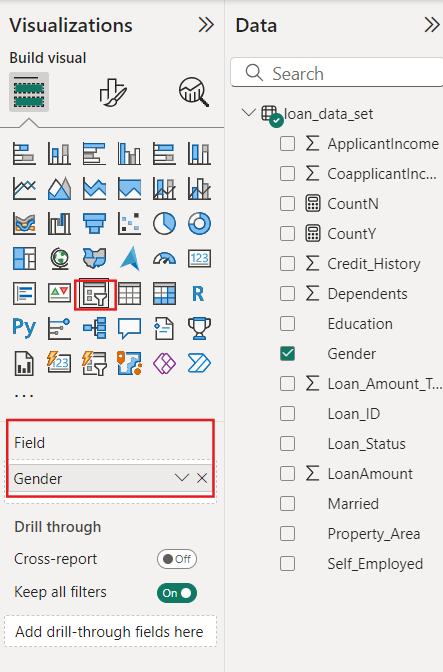 Visualizations
Build visual
123
R
Py
123
...
Field
Gender
Drill through
Cross-report
Off
Keep all filters
On
Add drill-through fields here
Data
Search
loan_data_set
ApplicantIncome
CoapplicantInc...
CountN
CountY
Credit_History
Dependents
Education
Gender
Loan_Amount_T...
Loan_ID
Loan_Status
LoanAmount
Married
Property_Area
Self_Employed